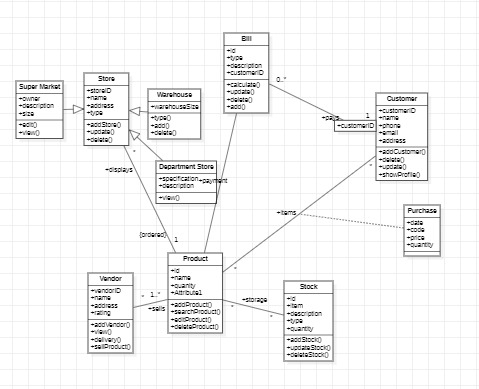 Bill
+id
+type
+description
+customerID
+calculate()
+update()
+delete()
+add()
0..*
Super Market
+owner
+description
+size
+edit()
+view()
Store
+storeID
+name
+address
+type
+addStore()
+update()
+delete()
*
Warehouse
+warehouseSize
+type()
+add()
+delete()
+pays
1
+customerID
Customer
+customerID
+name
+phone
+email
+address
+addCustomer()
+delete()
+update()
+showProfile()
*
Department Store
+specification
+description
+view()
+payment
+displays
+items
Purchase
+date
+code
+price
+quantity
{ordered}
1
Product
+id
+name
+quanity
+Attribute1
+addProduct()
+searchProduct()
+editProduct()
+deleteProduct()
*
Vendor
+vendorID
+name
+address
+rating
+addVendor()
+view()
+delivery()
+sellProduct()
*
1..*
+sells
*
+storage
*
Stock
+id
+item
+description
+type
+quantity
+addStock()
+updateStock()
+deleteStock()